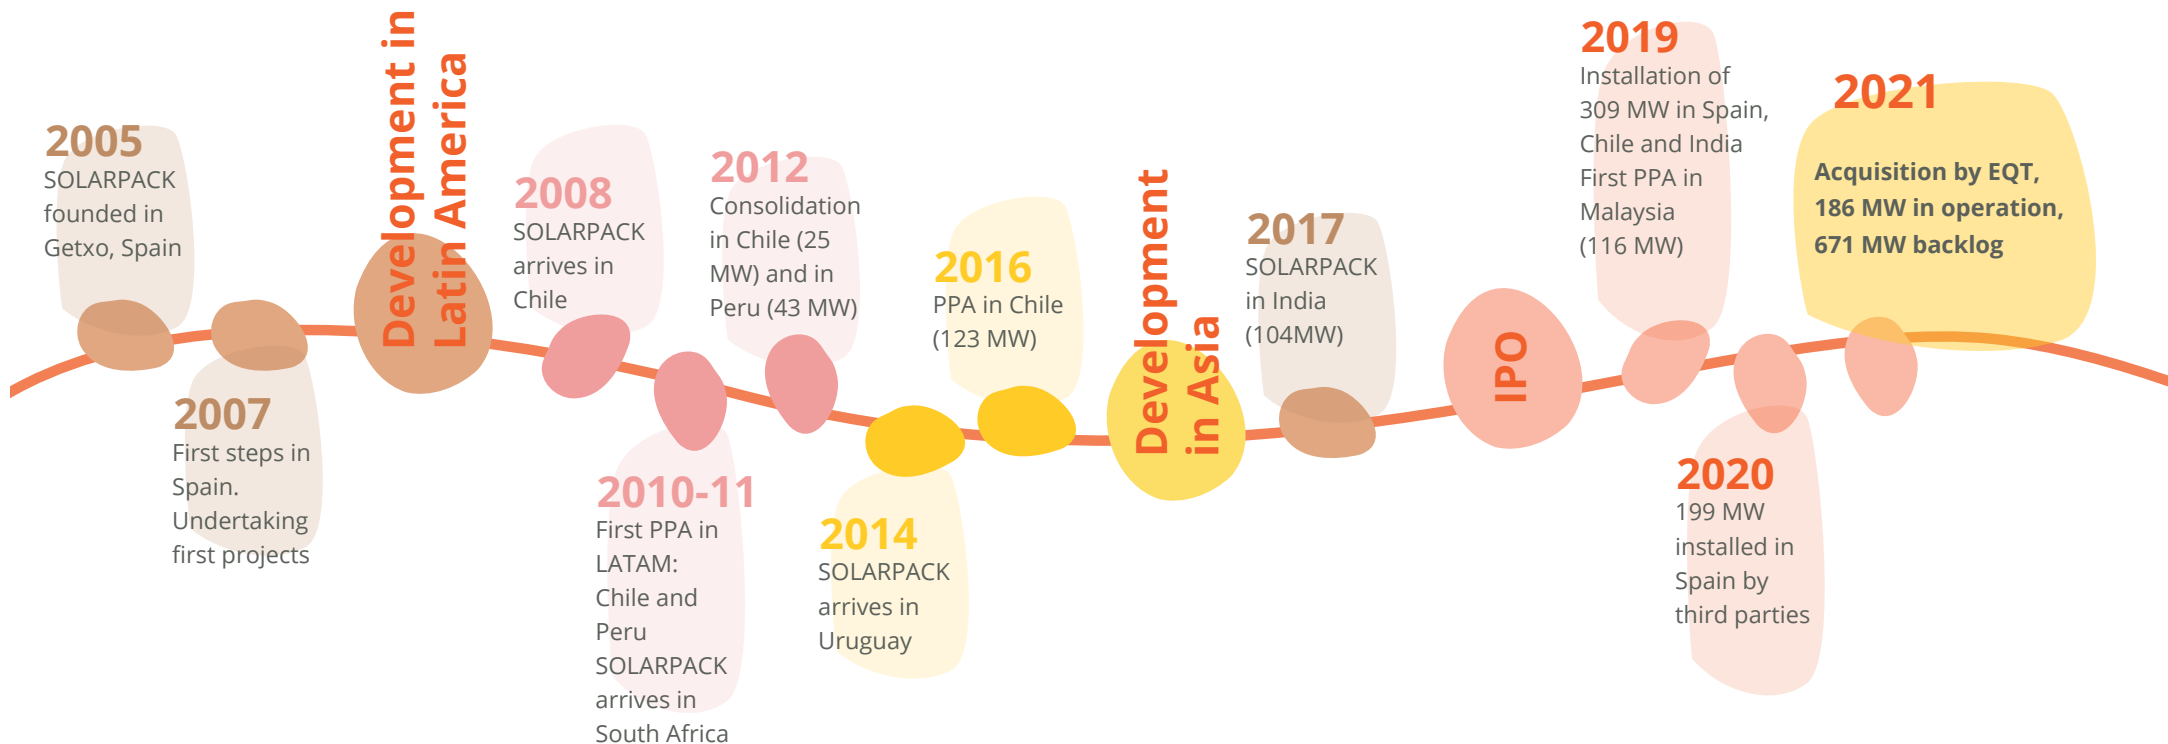 2005
SOLARPACK
founded in
Getxo, Spain
2007
First steps in
Spain.
Undertaking
first projects
Development in
Latin America
2008
SOLARPACK
arrives in
Chile
2010-11
First PPA in
LATAM:
Chile and
Peru
SOLARPACK
arrives in
South Africa
2012
Consolidation
in Chile (25
MW) and in
Peru (43 MW)
2014
SOLARPACK
arrives in
Uruguay
2016
PPA in Chile
(123 MW)
Development
in Asia
2017
SOLARPACK
in India
(104MW)
IPO
2019
Installation of
309 MW in Spain,
Chile and India
First PPA in
Malaysia
(116 MW)
2020
199 MW
installed in
Spain by
third parties
2021
Acquisition by EQT,
186 MW in operation,
671 MW backlog